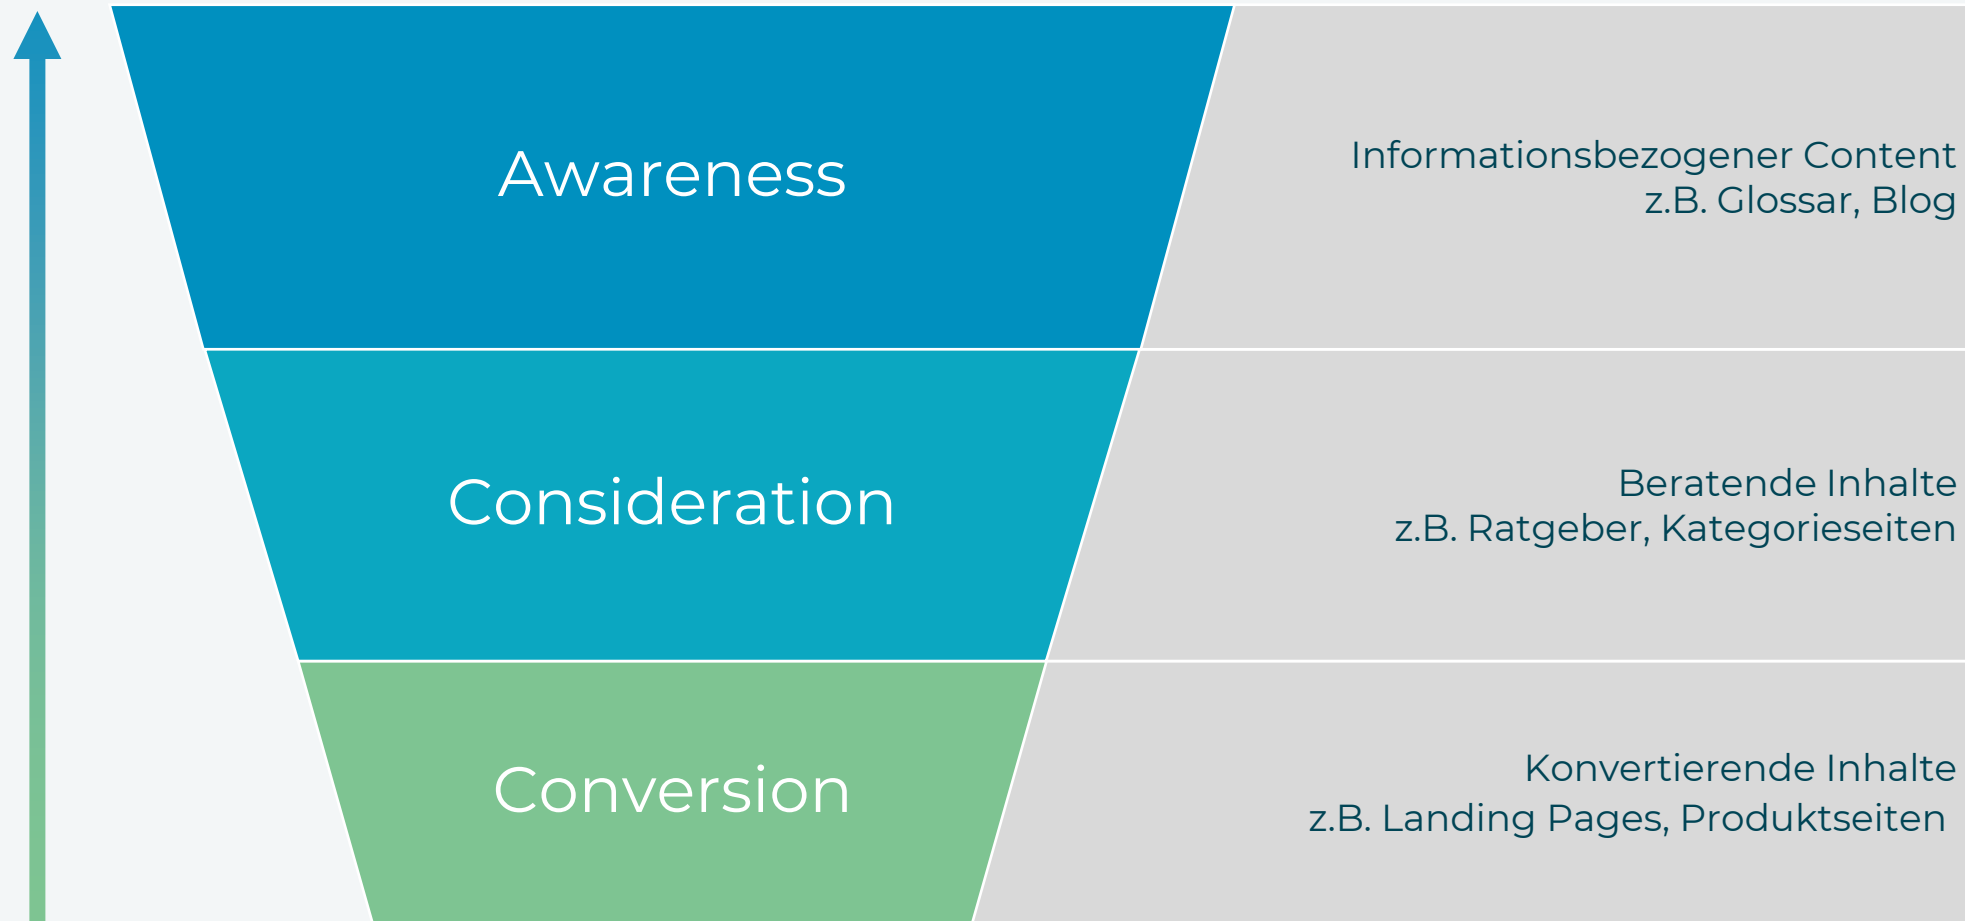 Awareness
Informationsbezogener Content
z.B. Glossar, Blog
Consideration
Beratende Inhalte
z.B. Ratgeber, Kategorieseiten
Conversion
Konvertierende Inhalte
z.B. Landing Pages, Produktseiten